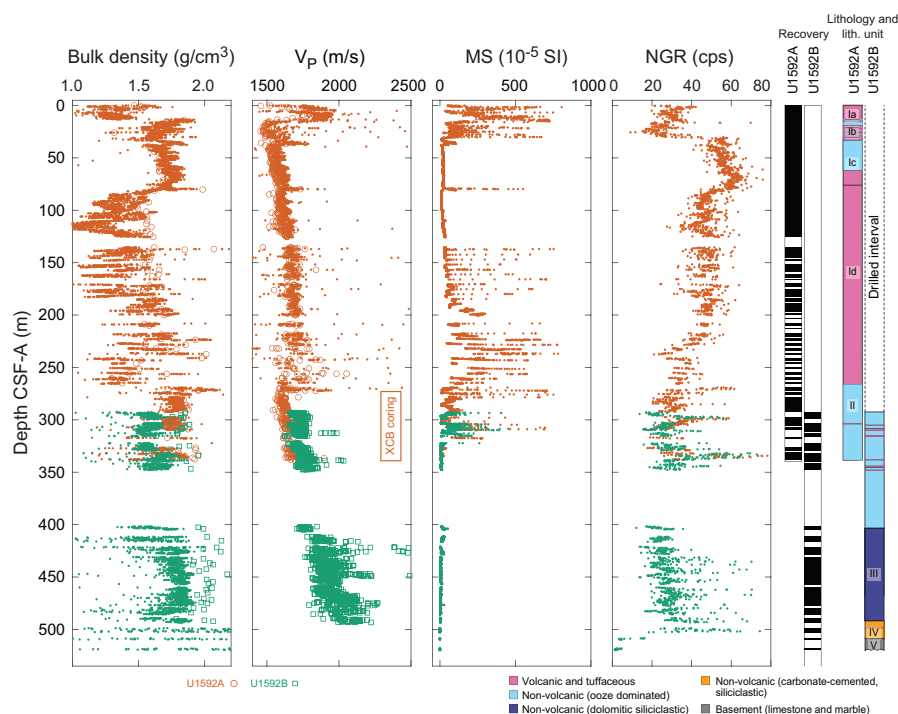 Recovery
Lithology and
lith. unit
Bulk density (g/cm³)
V_P (m/s)
MS (10⁻⁵ SI)
NGR (cps)
U1592A
U1592B
U1592A
U1592B
1.0 1.5 2.0
1500 2000 2500
0 5000 10000
0 20 40 60 80
Depth CSF-A (m)
0
50
100
150
200
250
300
350
400
450
500
XCB coring
Ia
Ib
Ic
Id
II
III
IV
V
Drilled interval
U1592A
U1592B
Volcanic and tuffaceous
Non-volcanic (ooze dominated)
Non-volcanic (dolomitic siliciclastic)
Non-volcanic (carbonate-cemented,
siliciclastic)
Basement (limestone and marble)